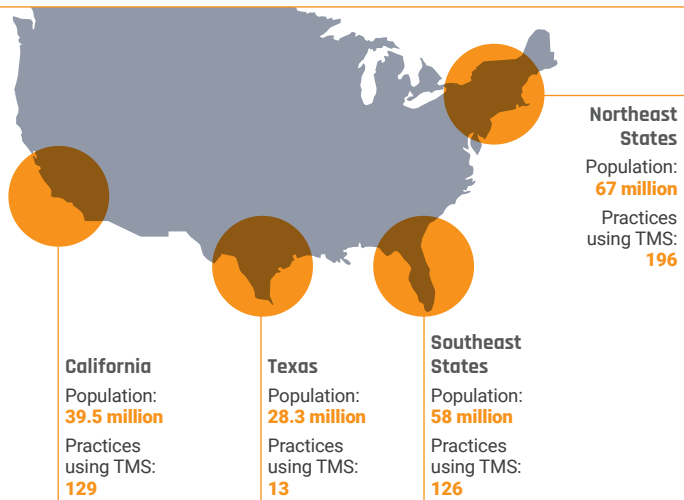 Northeast
States
Population:
67 million
Practices
using TMS:
196
California
Population:
39.5 million
Practices
using TMS:
129
Texas
Population:
28.3 million
Practices
using TMS:
13
Southeast
States
Population:
58 million
Practices
using TMS:
126